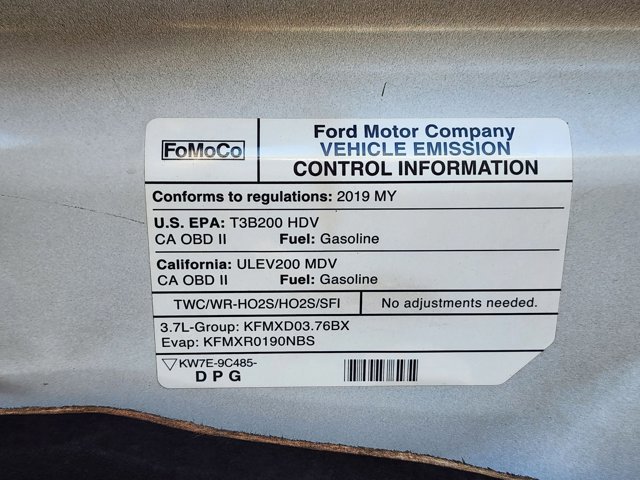 FoMoCo
Ford Motor Company
VEHICLE EMISSION
CONTROL INFORMATION
Conforms to regulations: 2019 MY
U.S. EPA: T3B200 HDV
CA OBD II Fuel: Gasoline
California: ULEV200 MDV
CA OBD II Fuel: Gasoline
TWC/WR-HO2S/HO2S/SFI No adjustments needed.
3.7L-Group: KFMXD03.76BX
Evap: KFMXR0190NBS
KW7E-9C485-
D P G